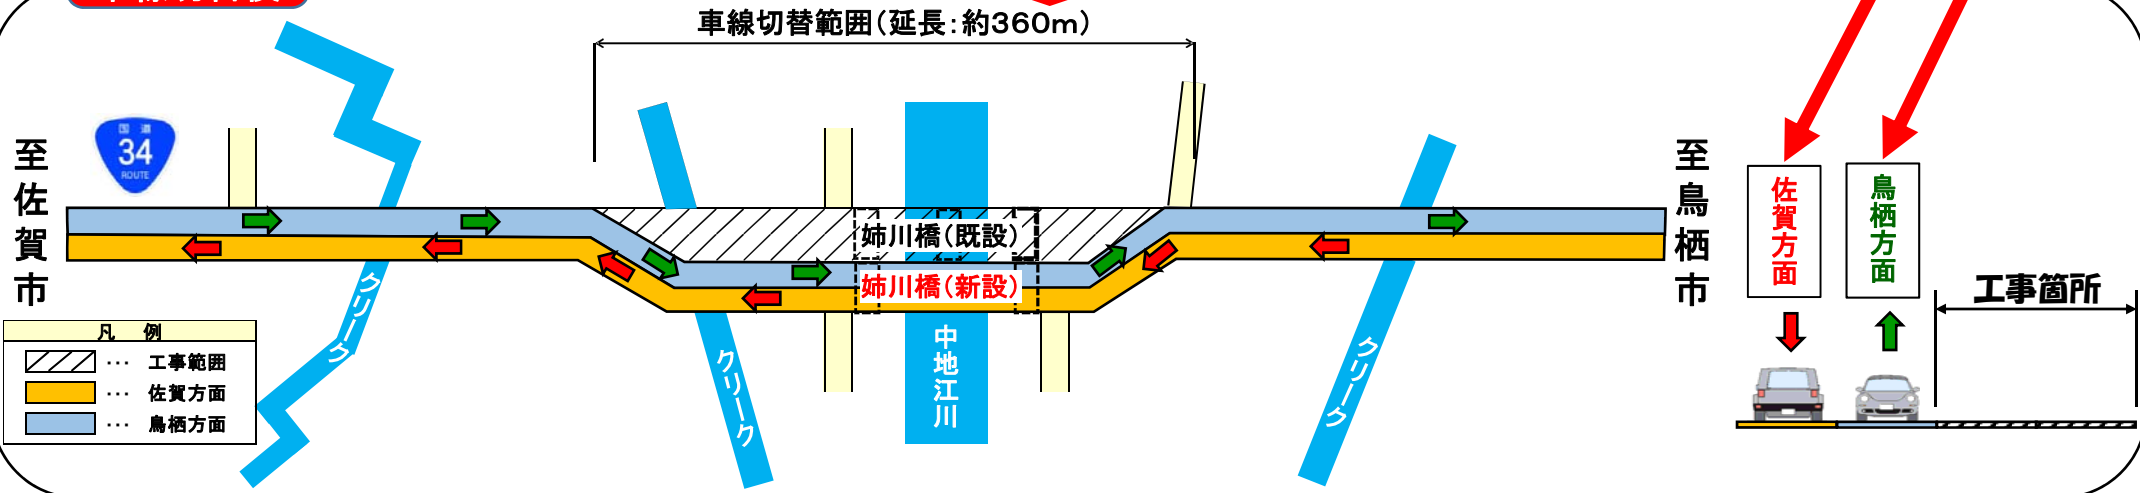 車線切替範囲(延長:約360m)
国道
34
ROUTE
至佐賀市
至鳥栖市
姉川橋(既設)
姉川橋(新設)
クリーク
クリーク
中地江川
クリーク
凡 例
… 工事範囲
… 佐賀方面
… 鳥栖方面
佐賀方面
鳥栖方面
工事箇所